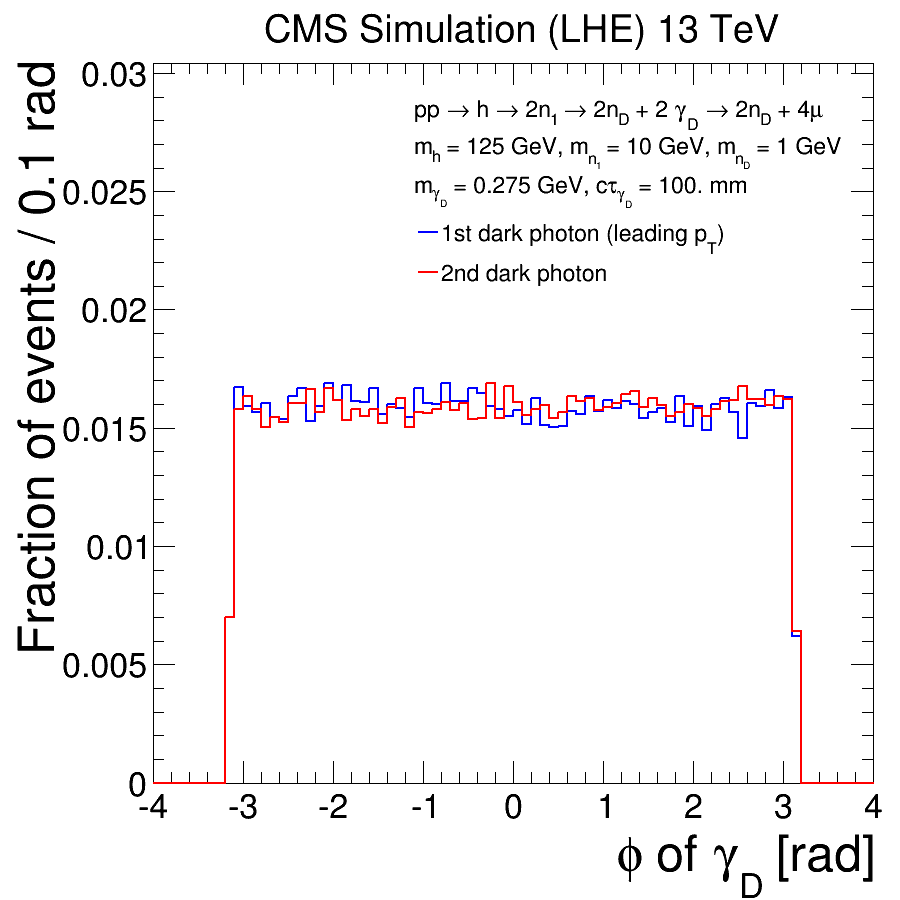 CMS Simulation (LHE) 13 TeV
Fraction of events / 0.1 rad
0.03
0.025
0.02
0.015
0.01
0.005
0
pp → h → 2n₁ → 2n_D + 2 γ_D → 2n_D + 4μ
m_h = 125 GeV, m_n₁ = 10 GeV, m_n_D = 1 GeV
m_γ_D = 0.275 GeV, cτ_γ_D = 100. mm
1st dark photon (leading p_T)
2nd dark photon
-4 -3 -2 -1 0 1 2 3 4
ϕ of γ_D [rad]